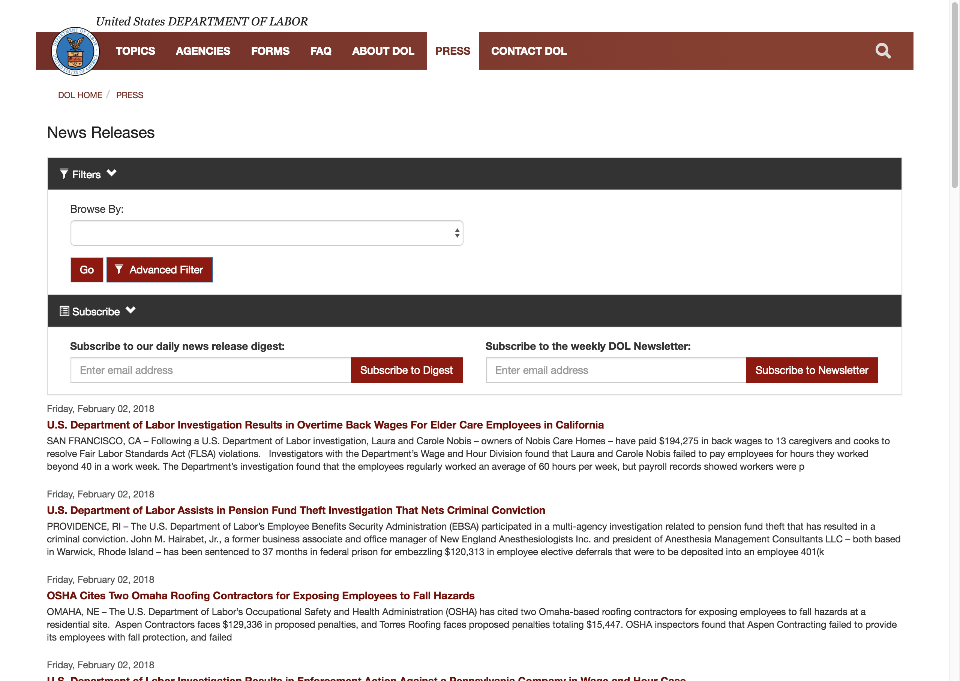 United States DEPARTMENT OF LABOR
TOPICS AGENCIES FORMS FAQ ABOUT DOL PRESS CONTACT DOL
DOL HOME / PRESS
News Releases
Filters
Browse By:
Go Advanced Filter
Subscribe
Subscribe to our daily news release digest: Subscribe to the weekly DOL Newsletter:
Enter email address Subscribe to Digest Enter email address Subscribe to Newsletter
Friday, February 02, 2018
U.S. Department of Labor Investigation Results in Overtime Back Wages For Elder Care Employees in California
SAN FRANCISCO, CA – Following a U.S. Department of Labor investigation, Laura and Carole Nobis – owners of Nobis Care Homes – have paid $194,275 in back wages to 13 caregivers and cooks to
resolve Fair Labor Standards Act (FLSA) violations. Investigators with the Department's Wage and Hour Division found that Laura and Carole Nobis failed to pay employees for hours they worked
beyond 40 in a work week. The Department's investigation found that the employees regularly worked an average of 60 hours per week, but payroll records showed workers were p
Friday, February 02, 2018
U.S. Department of Labor Assists in Pension Fund Theft Investigation That Nets Criminal Conviction
PROVIDENCE, RI – The U.S. Department of Labor's Employee Benefits Security Administration (EBSA) participated in a multi-agency investigation related to pension fund theft that has resulted in a
criminal conviction. John M. Hairabet, Jr., a former business associate and office manager of New England Anesthesiologists Inc. and president of Anesthesia Management Consultants LLC – both based
in Warwick, Rhode Island – has been sentenced to 37 months in federal prison for embezzling $120,313 in employee elective deferrals that were to be deposited into an employee 401(k
Friday, February 02, 2018
OSHA Cites Two Omaha Roofing Contractors for Exposing Employees to Fall Hazards
OMAHA, NE – The U.S. Department of Labor's Occupational Safety and Health Administration (OSHA) has cited two Omaha-based roofing contractors for exposing employees to fall hazards at a
residential site. Aspen Contractors faces $129,336 in proposed penalties, and Torres Roofing faces proposed penalties totaling $15,447. OSHA inspectors found that Aspen Contracting failed to provide
its employees with fall protection, and failed
Friday, February 02, 2018
U.S. Department of Labor Investigation Results in Enforcement Action Against a Pennsylvania Company in Wage and Hour Case